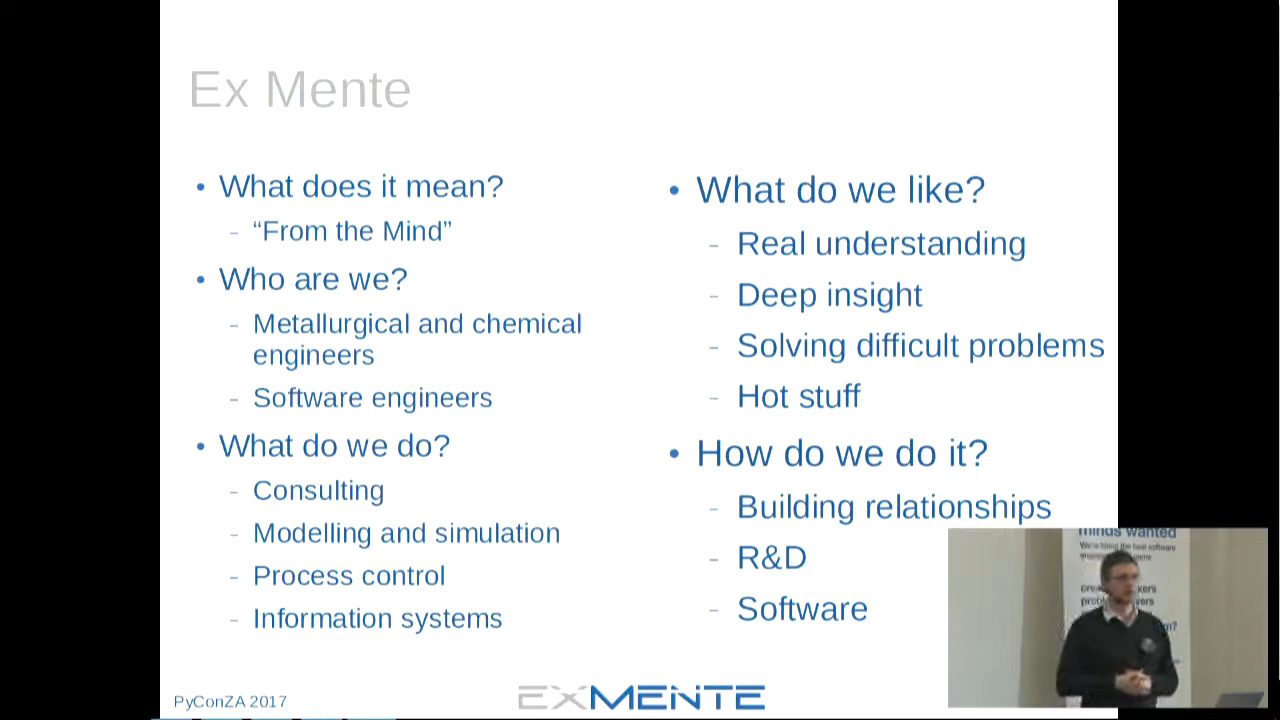 Ex Mente
• What does it mean?
- “From the Mind”
• Who are we?
- Metallurgical and chemical
engineers
- Software engineers
• What do we do?
- Consulting
- Modelling and simulation
- Process control
- Information systems
• What do we like?
- Real understanding
- Deep insight
- Solving difficult problems
- Hot stuff
• How do we do it?
- Building relationships
- R&D
- Software
minds wanted
PyConZA 2017
EXMENTE